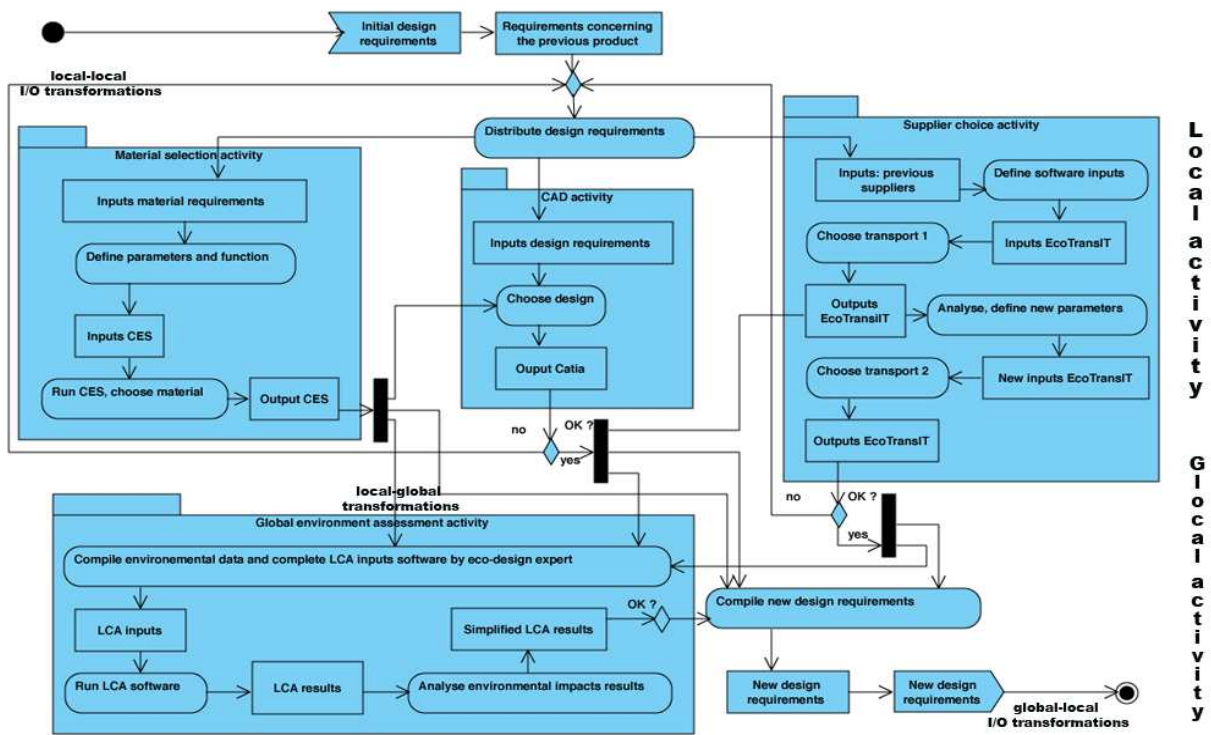 Initial design
requirements
Requirements concerning
the previous product
local-local
I/O transformations
Distribute design requirements
Supplier choice activity
Material selection activity
Inputs: previous
suppliers
Define software inputs
CAD activity
Inputs material requirements
Inputs design requirements
Choose transport 1
Inputs EcoTransIT
Define parameters and function
Choose design
Outputs
EcoTransIT
Analyse, define new parameters
Inputs CES
Ouput Catia
Choose transport 2
New inputs EcoTransIT
Run CES, choose material
Output CES
no
OK ?
yes
Outputs EcoTransIT
local-global
transformations
no
OK ?
yes
Global environment assessment activity
Compile environemental data and complete LCA inputs software by eco-design expert
OK ?
Compile new design requirements
LCA inputs
Simplified LCA results
Run LCA software
LCA results
Analyse environmental impacts results
New design
requirements
New design
requirements
global-local
I/O transformations
Local activity
Glocal activity